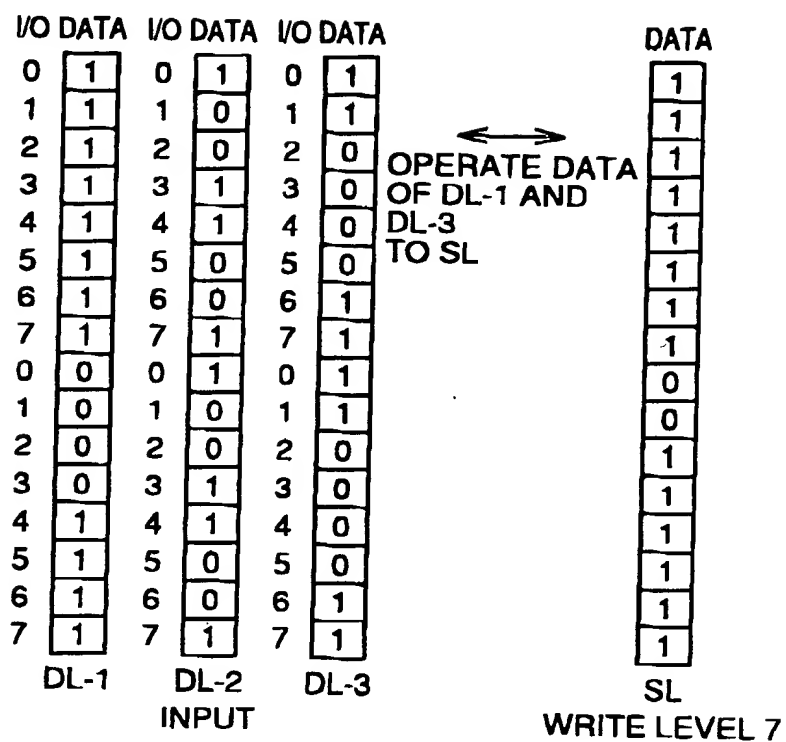 I/O DATA I/O DATA I/O DATA DATA
0 1 0 1 0 1 1
1 1 1 0 1 1 1
2 1 2 0 2 0 1
3 1 3 1 3 0 1
4 1 4 1 4 0 1
5 1 5 0 5 0 1
6 1 6 0 6 1 1
7 1 7 1 7 1 1
0 0 0 1 0 1 0
1 0 1 0 1 1 0
2 0 2 0 2 0 1
3 0 3 1 3 0 1
4 1 4 1 4 0 1
5 1 5 0 5 0 1
6 1 6 0 6 1 1
7 1 7 1 7 1 1
OPERATE DATA
OF DL-1 AND
DL-3
TO SL
DL-1 DL-2 DL-3 SL
INPUT WRITE LEVEL 7